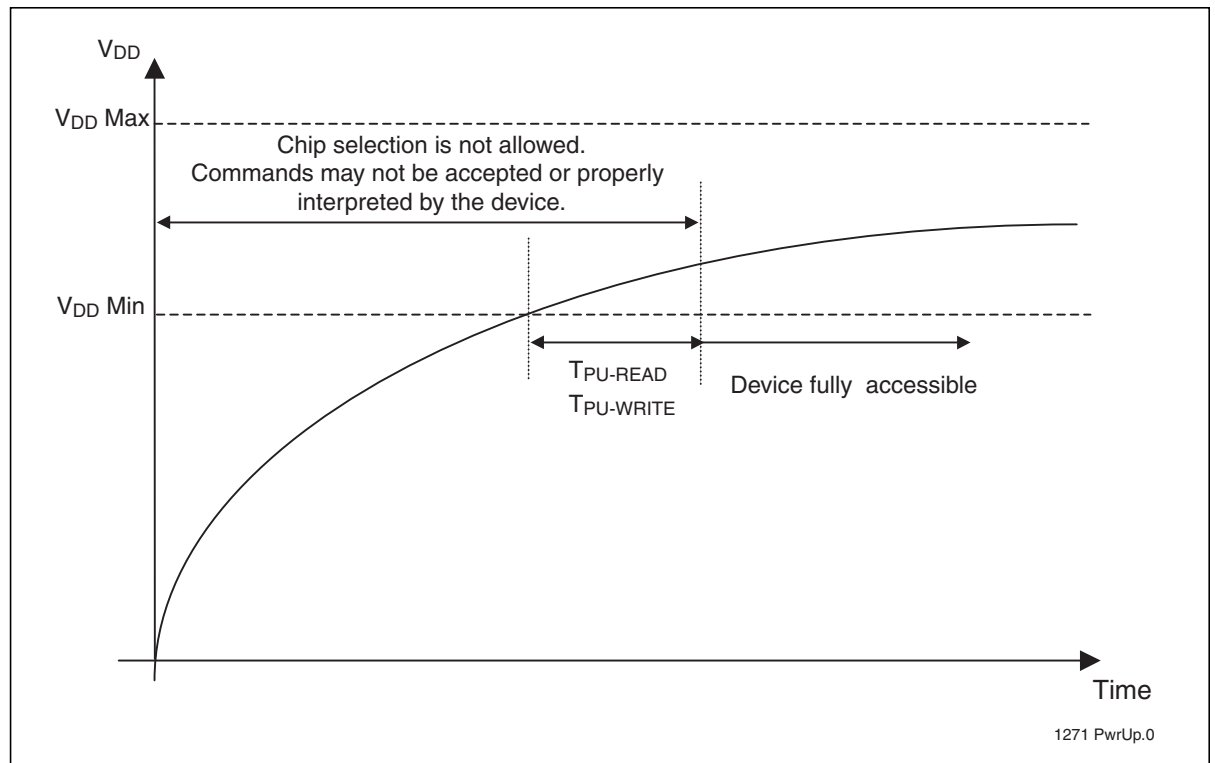 VDD
VDD Max
Chip selection is not allowed.
Commands may not be accepted or properly
interpreted by the device.
VDD Min
TPU-READ
TPU-WRITE
Device fully accessible
Time
1271 PwrUp.0